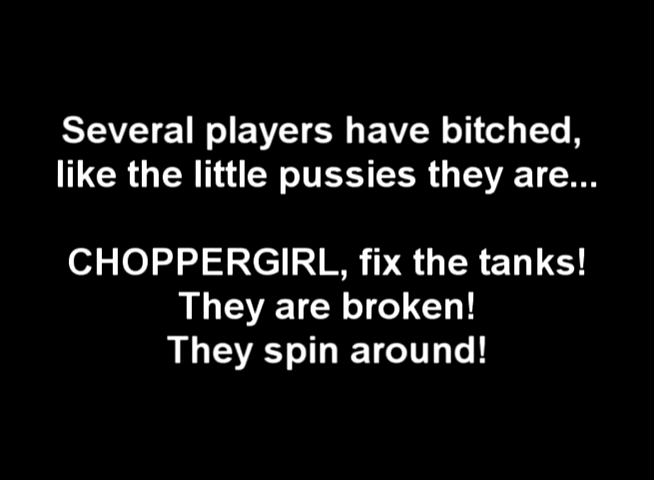 Several players have bitched,
like the little pussies they are...
CHOPPERGIRL, fix the tanks!
They are broken!
They spin around!